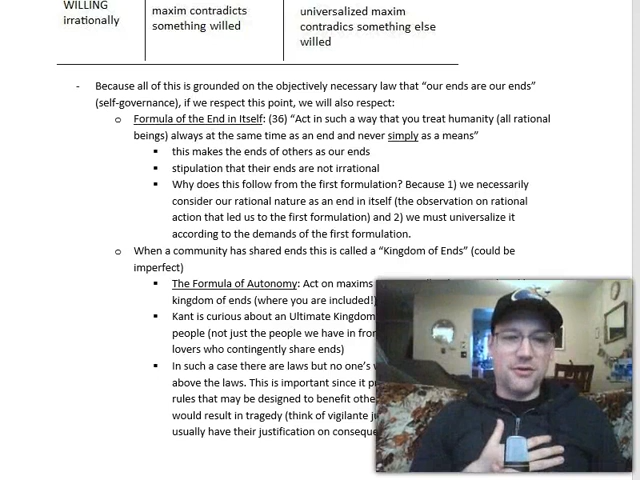 WILLING
irrationally
maxim contradicts
something willed
universalized maxim
contradics something else
willed
- Because all of this is grounded on the objectively necessary law that “our ends are our ends”
(self-governance), if we respect this point, we will also respect:
o Formula of the End in Itself: (36) “Act in such a way that you treat humanity (all rational
beings) always at the same time as an end and never simply as a means”
▪ this makes the ends of others as our ends
▪ stipulation that their ends are not irrational
▪ Why does this follow from the first formulation? Because 1) we necessarily
consider our rational nature as an end in itself (the observation on rational
action that led us to the first formulation) and 2) we must universalize it
according to the demands of the first formulation.
o When a community has shared ends this is called a “Kingdom of Ends” (could be
imperfect)
▪ The Formula of Autonomy: Act on maxims
kingdom of ends (where you are included!)
▪ Kant is curious about an Ultimate Kingdom
people (not just the people we have in fron
lovers who contingently share ends)
▪ In such a case there are laws but no one’s
above the laws. This is important since it p
rules that may be designed to benefit othe
would result in tragedy (think of vigilante ju
usually have their justification on conseque